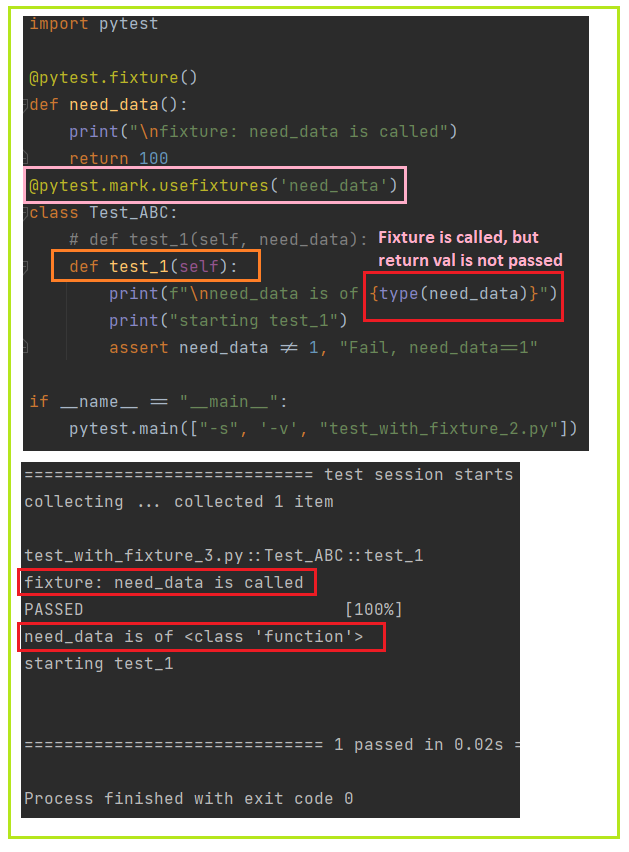 import pytest
@pytest.fixture()
def need_data():
print("\nfixture: need_data is called")
return 100
@pytest.mark.usefixtures('need_data')
class Test_ABC:
# def test_1(self, need_data):
Fixture is called, but
return val is not passed
def test_1(self):
print(f"\nneed_data is of {type(need_data)}")
print("starting test_1")
assert need_data ≠ 1, "Fail, need_data==1"
if __name__ == "__main__":
pytest.main(["-s", '-v', "test_with_fixture_2.py"])
============================= test session starts
collecting ... collected 1 item
test_with_fixture_3.py::Test_ABC::test_1
fixture: need_data is called
PASSED [100%]
need_data is of <class 'function'>
starting test_1
============================== 1 passed in 0.02s =
Process finished with exit code 0